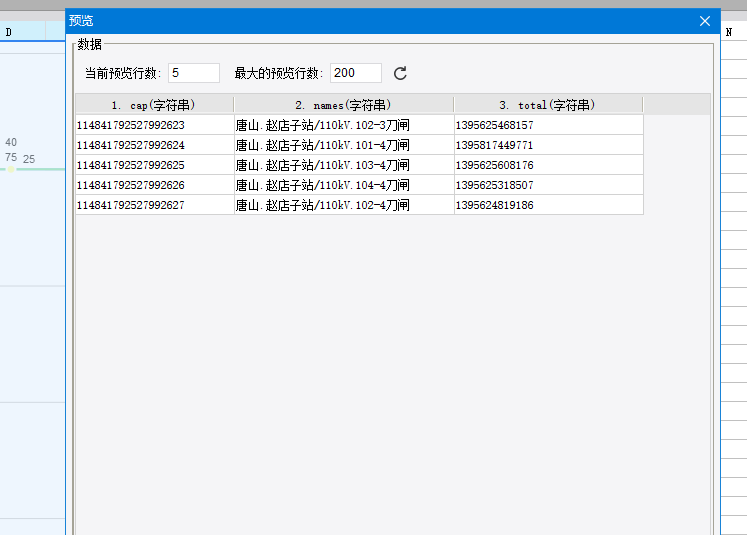 D
预览
N
数据
当前预览行数: 5 最大的预览行数: 200
1. cap(字符串) 2. names(字符串) 3. total(字符串)
114841792527992623 唐山.赵店子站/110kV.102-3刀闸 1395625468157
114841792527992624 唐山.赵店子站/110kV.101-4刀闸 1395817449771
114841792527992625 唐山.赵店子站/110kV.103-4刀闸 1395625608176
114841792527992626 唐山.赵店子站/110kV.104-4刀闸 1395625318507
114841792527992627 唐山.赵店子站/110kV.102-4刀闸 1395624819186
40
75 25